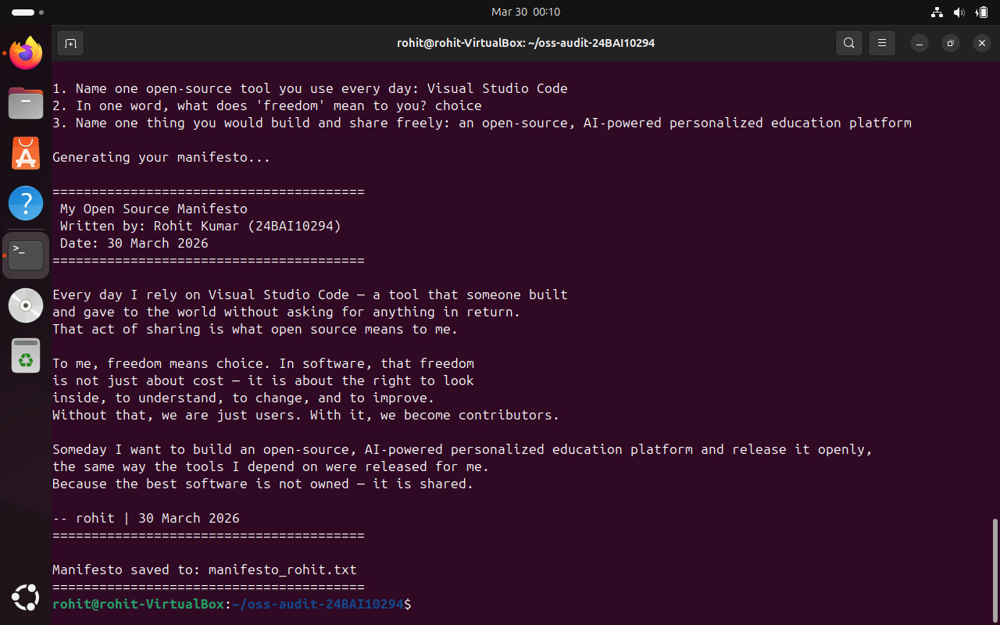 Mar 30 00:10
rohit@rohit-VirtualBox: ~/oss-audit-24BAI10294
1. Name one open-source tool you use every day: Visual Studio Code
2. In one word, what does 'freedom' mean to you? choice
3. Name one thing you would build and share freely: an open-source, AI-powered personalized education platform
Generating your manifesto...
========================================
My Open Source Manifesto
Written by: Rohit Kumar (24BAI10294)
Date: 30 March 2026
========================================
Every day I rely on Visual Studio Code — a tool that someone built
and gave to the world without asking for anything in return.
That act of sharing is what open source means to me.
To me, freedom means choice. In software, that freedom
is not just about cost — it is about the right to look
inside, to understand, to change, and to improve.
Without that, we are just users. With it, we become contributors.
Someday I want to build an open-source, AI-powered personalized education platform and release it openly,
the same way the tools I depend on were released for me.
Because the best software is not owned — it is shared.
-- rohit | 30 March 2026
========================================
Manifesto saved to: manifesto_rohit.txt
========================================
rohit@rohit-VirtualBox:~/oss-audit-24BAI10294$